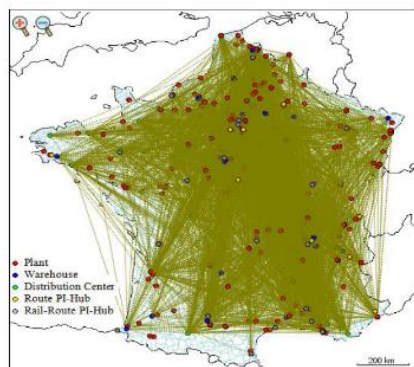 Plant
Warehouse
Distribution Center
Route PI-Hub
Rail-Route PI-Hub
200 km